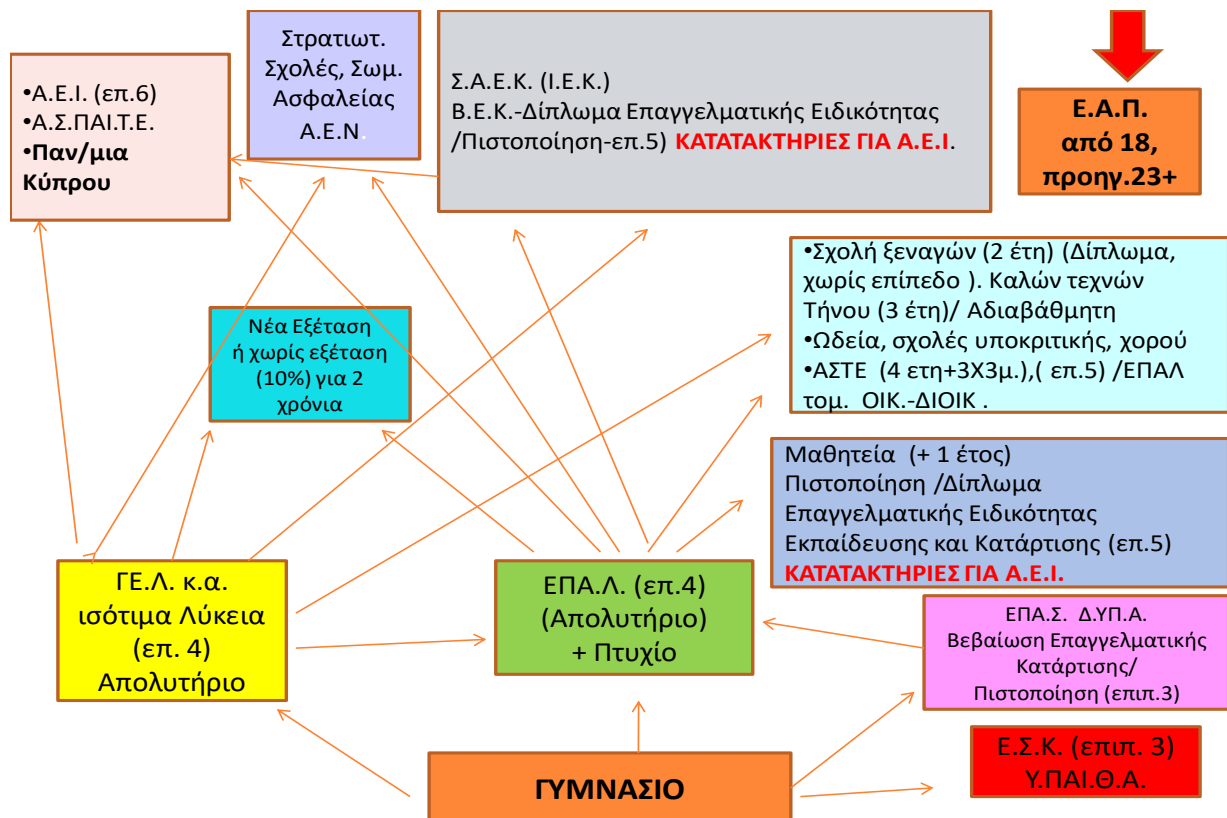 •Α.Ε.Ι. (επ.6)
•Α.Σ.ΠΑΙ.Τ.Ε.
•Παν/μια
Κύπρου
Στρατιωτ.
Σχολές, Σωμ.
Ασφαλείας
Α.Ε.Ν.
Σ.Α.Ε.Κ. (Ι.Ε.Κ.)
Β.Ε.Κ.-Δίπλωμα Επαγγελματικής Ειδικότητας
/Πιστοποίηση-επ.5) ΚΑΤΑΤΑΚΤΗΡΙΕΣ ΓΙΑ Α.Ε.Ι.
Ε.Α.Π.
από 18,
προηγ.23+
Νέα Εξέταση
ή χωρίς εξέταση
(10%) για 2
χρόνια
•Σχολή ξεναγών (2 έτη) (Δίπλωμα,
χωρίς επίπεδο ). Καλών τεχνών
Τήνου (3 έτη)/ Αδιαβάθμητη
•Ωδεία, σχολές υποκριτικής, χορού
•ΑΣΤΕ (4 ετη+3Χ3μ.),( επ.5) /ΕΠΑΛ
τομ. ΟΙΚ.-ΔΙΟΙΚ .
Μαθητεία (+ 1 έτος)
Πιστοποίηση /Δίπλωμα
Επαγγελματικής Ειδικότητας
Εκπαίδευσης και Κατάρτισης (επ.5)
ΚΑΤΑΤΑΚΤΗΡΙΕΣ ΓΙΑ Α.Ε.Ι.
ΓΕ.Λ. κ.α.
ισότιμα Λύκεια
(επ. 4)
Απολυτήριο
ΕΠΑ.Λ. (επ.4)
(Απολυτήριο)
+ Πτυχίο
ΕΠΑ.Σ. Δ.ΥΠ.Α.
Βεβαίωση Επαγγελματικής
Κατάρτισης/
Πιστοποίηση (επιπ.3)
Ε.Σ.Κ. (επιπ. 3)
Υ.ΠΑΙ.Θ.Α.
ΓΥΜΝΑΣΙΟ